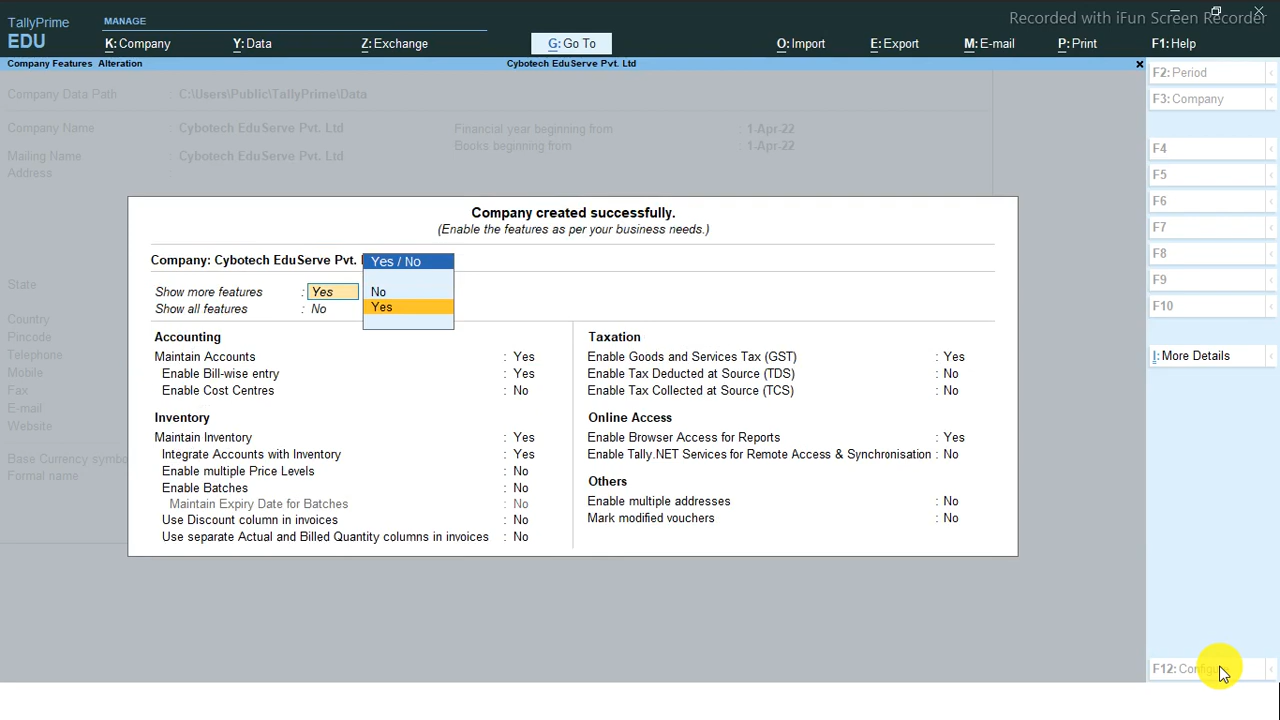 Recorded with iFun Screen Recorder
TallyPrime
EDU
MANAGE
K: Company
Y: Data
Z: Exchange
G: Go To
O: Import
E: Export
M: E-mail
P: Print
F1: Help
Company Features Alteration
Cybotech EduServe Pvt. Ltd
Company Data Path : C:\Users\Public\TallyPrime\Data
Company Name : Cybotech EduServe Pvt. Ltd
Mailing Name : Cybotech EduServe Pvt. Ltd
Address
Financial year beginning from : 1-Apr-22
Books beginning from : 1-Apr-22
State
Country
Pincode
Telephone
Mobile
Fax
E-mail
Website
Base Currency symbo
Formal name
Company created successfully.
(Enable the features as per your business needs.)
Company: Cybotech EduServe Pvt.
Show more features : Yes
Show all features : No
Yes / No
No
Yes
Accounting
Maintain Accounts : Yes
Enable Bill-wise entry : Yes
Enable Cost Centres : No
Inventory
Maintain Inventory : Yes
Integrate Accounts with Inventory : Yes
Enable multiple Price Levels : No
Enable Batches : No
Maintain Expiry Date for Batches : No
Use Discount column in invoices : No
Use separate Actual and Billed Quantity columns in invoices : No
Taxation
Enable Goods and Services Tax (GST) : Yes
Enable Tax Deducted at Source (TDS) : No
Enable Tax Collected at Source (TCS) : No
Online Access
Enable Browser Access for Reports : Yes
Enable Tally.NET Services for Remote Access & Synchronisation : No
Others
Enable multiple addresses : No
Mark modified vouchers : No
F2: Period
F3: Company
F4
F5
F6
F7
F8
F9
F10
I: More Details
F12: Configure